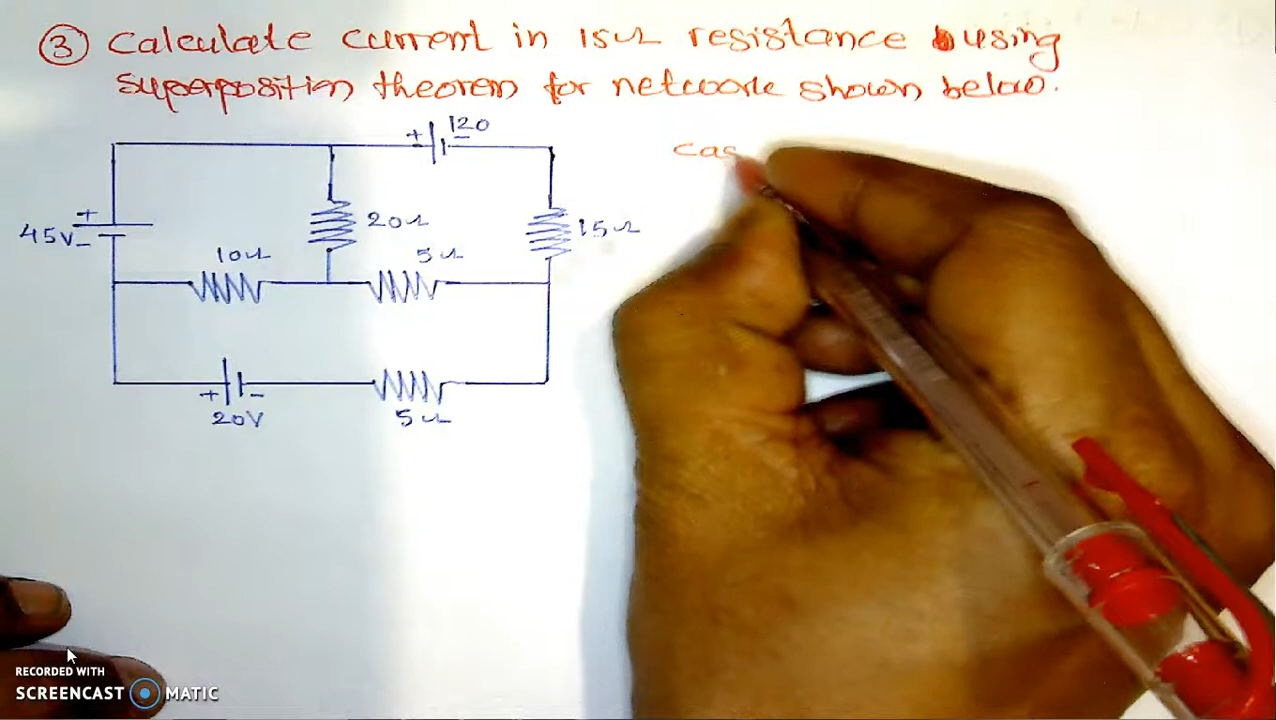 ③ Calculate current in 15Ω resistance using
superposition theorem for network shown below.
+ 120
cas
+ 45V -
20Ω
15Ω
10Ω
5Ω
+ -
20V
5Ω
RECORDED WITH
SCREENCAST MATIC